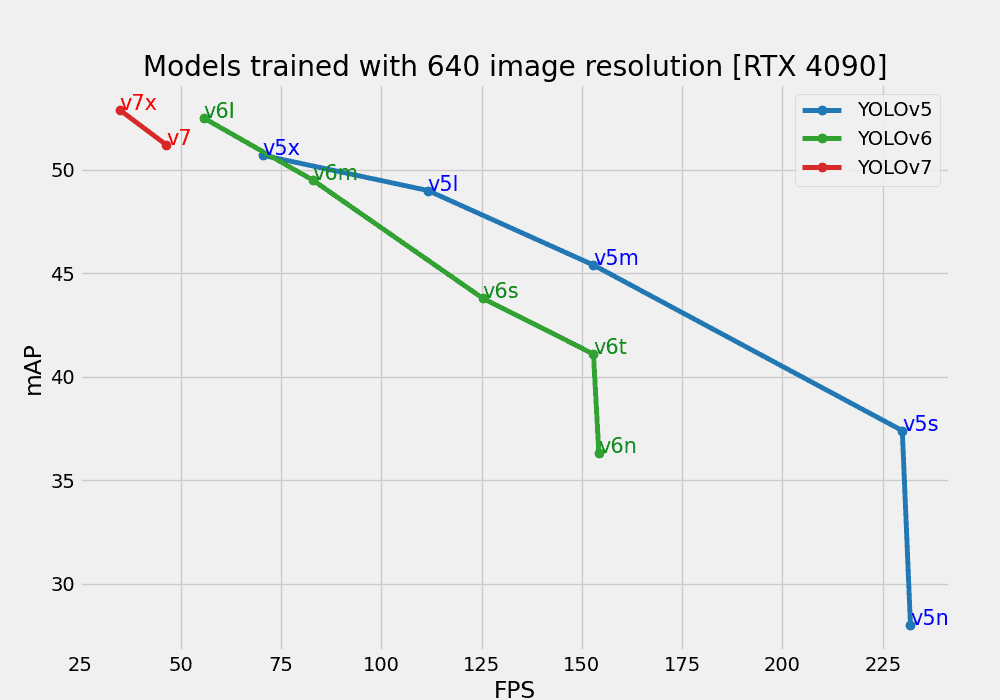 Models trained with 640 image resolution [RTX 4090]
v7x
v6l
v7
v5x
v6m
v5l
v5m
v6s
v6t
v5s
v6n
v5n
YOLOv5
YOLOv6
YOLOv7
mAP
50
45
40
35
30
25 50 75 100 125 150 175 200 225
FPS